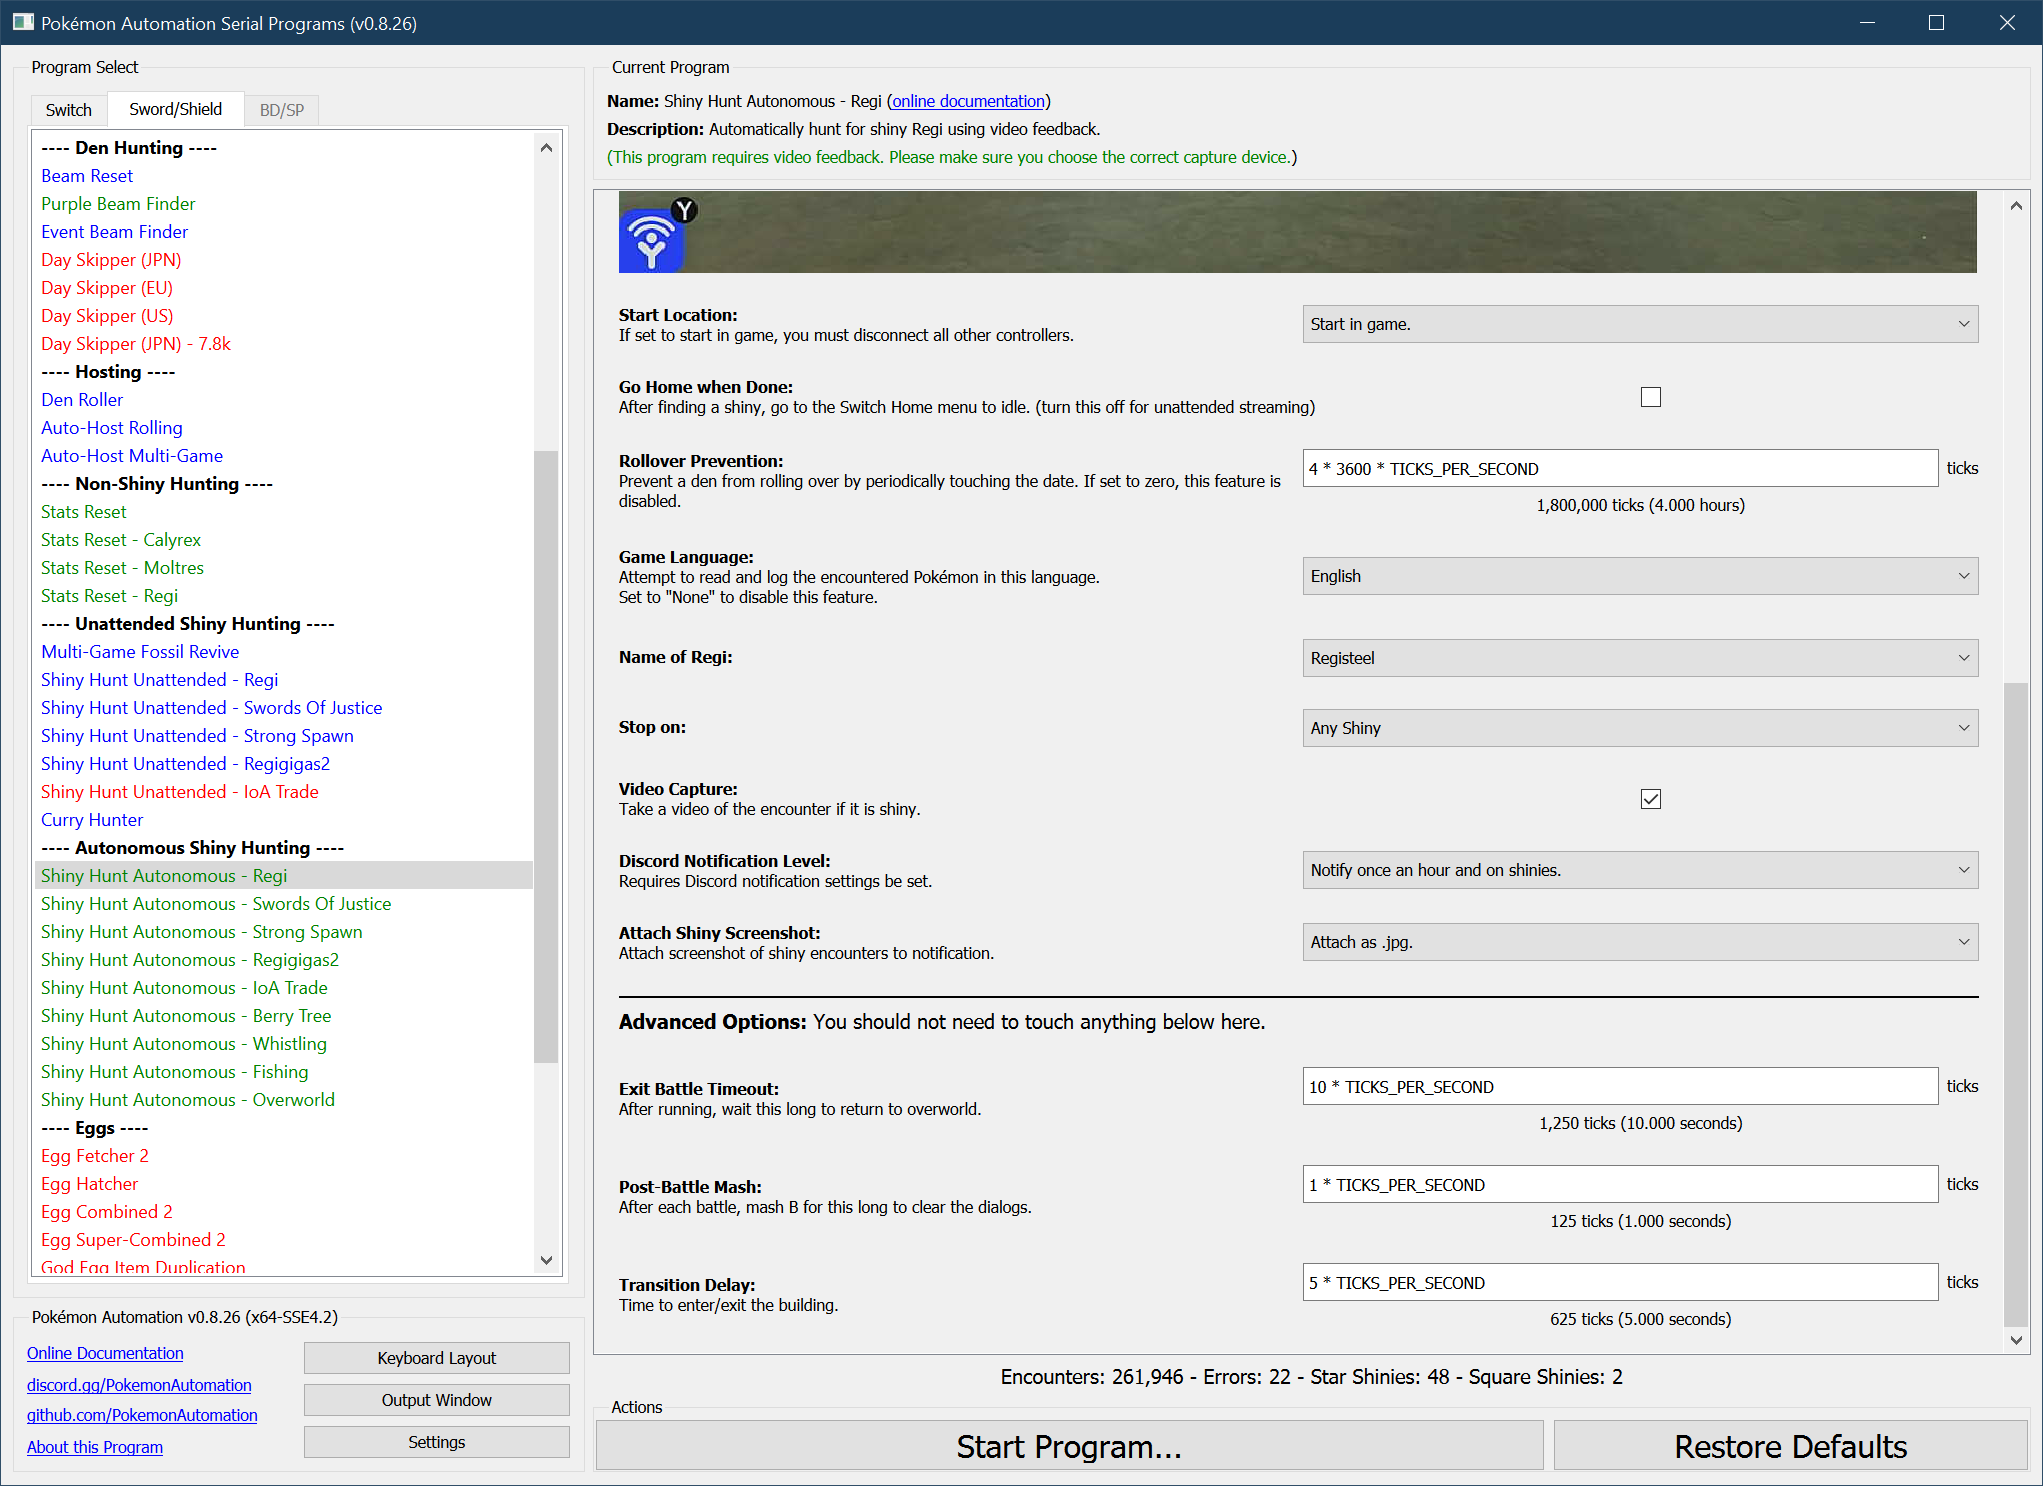 Pokémon Automation Serial Programs (v0.8.26)
Program Select
Switch
Sword/Shield
BD/SP
---- Den Hunting ----
Beam Reset
Purple Beam Finder
Event Beam Finder
Day Skipper (JPN)
Day Skipper (EU)
Day Skipper (US)
Day Skipper (JPN) - 7.8k
---- Hosting ----
Den Roller
Auto-Host Rolling
Auto-Host Multi-Game
---- Non-Shiny Hunting ----
Stats Reset
Stats Reset - Calyrex
Stats Reset - Moltres
Stats Reset - Regi
---- Unattended Shiny Hunting ----
Multi-Game Fossil Revive
Shiny Hunt Unattended - Regi
Shiny Hunt Unattended - Swords Of Justice
Shiny Hunt Unattended - Strong Spawn
Shiny Hunt Unattended - Regigigas2
Shiny Hunt Unattended - IoA Trade
Curry Hunter
---- Autonomous Shiny Hunting ----
Shiny Hunt Autonomous - Regi
Shiny Hunt Autonomous - Swords Of Justice
Shiny Hunt Autonomous - Strong Spawn
Shiny Hunt Autonomous - Regigigas2
Shiny Hunt Autonomous - IoA Trade
Shiny Hunt Autonomous - Berry Tree
Shiny Hunt Autonomous - Whistling
Shiny Hunt Autonomous - Fishing
Shiny Hunt Autonomous - Overworld
---- Eggs ----
Egg Fetcher 2
Egg Hatcher
Egg Combined 2
Egg Super-Combined 2
God Egg Item Duplication
Pokémon Automation v0.8.26 (x64-SSE4.2)
Online Documentation
discord.gg/PokemonAutomation
github.com/PokemonAutomation
About this Program
Keyboard Layout
Output Window
Settings
Current Program
Name: Shiny Hunt Autonomous - Regi (online documentation)
Description: Automatically hunt for shiny Regi using video feedback.
(This program requires video feedback. Please make sure you choose the correct capture device.)
Y
Start Location:
If set to start in game, you must disconnect all other controllers.
Start in game.
Go Home when Done:
After finding a shiny, go to the Switch Home menu to idle. (turn this off for unattended streaming)
Rollover Prevention:
Prevent a den from rolling over by periodically touching the date. If set to zero, this feature is
disabled.
4 * 3600 * TICKS_PER_SECOND
ticks
1,800,000 ticks (4.000 hours)
Game Language:
Attempt to read and log the encountered Pokémon in this language.
Set to "None" to disable this feature.
English
Name of Regi:
Registeel
Stop on:
Any Shiny
Video Capture:
Take a video of the encounter if it is shiny.
Discord Notification Level:
Requires Discord notification settings be set.
Notify once an hour and on shinies.
Attach Shiny Screenshot:
Attach screenshot of shiny encounters to notification.
Attach as .jpg.
Advanced Options: You should not need to touch anything below here.
Exit Battle Timeout:
After running, wait this long to return to overworld.
10 * TICKS_PER_SECOND
ticks
1,250 ticks (10.000 seconds)
Post-Battle Mash:
After each battle, mash B for this long to clear the dialogs.
1 * TICKS_PER_SECOND
ticks
125 ticks (1.000 seconds)
Transition Delay:
Time to enter/exit the building.
5 * TICKS_PER_SECOND
ticks
625 ticks (5.000 seconds)
Encounters: 261,946 - Errors: 22 - Star Shinies: 48 - Square Shinies: 2
Actions
Start Program...
Restore Defaults